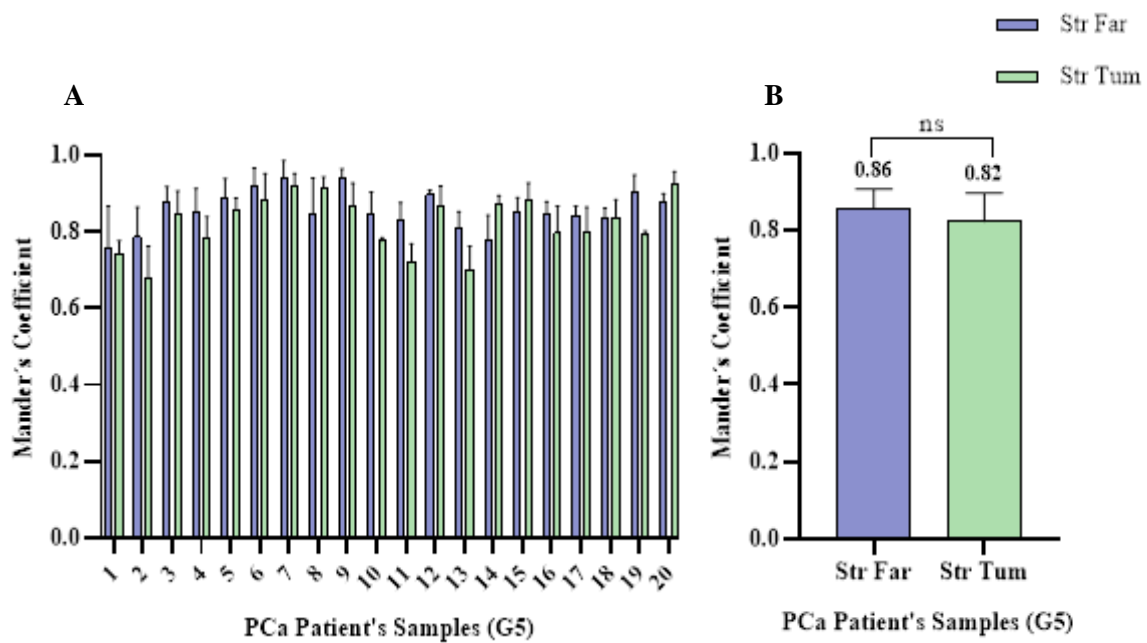 Str Far
Str Tum
A
B
ns
1.0
0.8
0.6
0.4
0.2
0.0
Mander´s Coefficient
1 2 3 4 5 6 7 8 9 10 11 12 13 14 15 16 17 18 19 20
PCa Patient's Samples (G5)
1.0
0.8
0.6
0.4
0.2
0.0
Mander´s Coefficient
0.86 0.82
Str Far Str Tum
PCa Patient's Samples (G5)